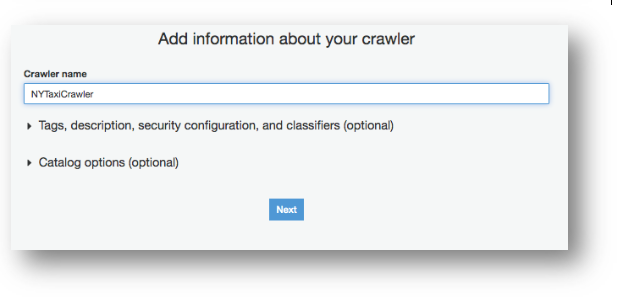 Add information about your crawler
Crawler name
NYTaxiCrawler
Tags, description, security configuration, and classifiers (optional)
Catalog options (optional)
Next